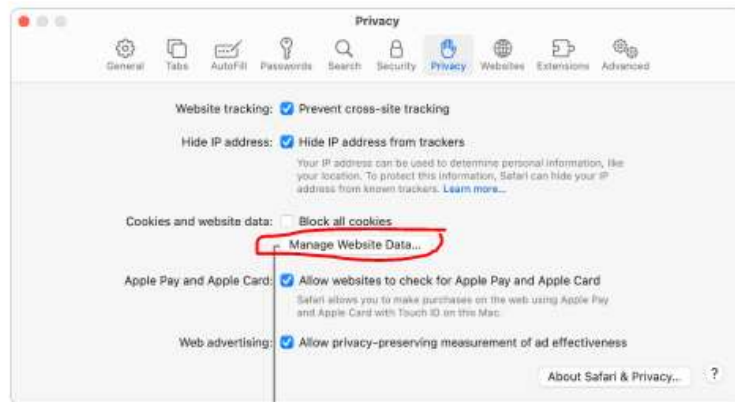 Privacy
General Tabs AutoFill Passwords Search Security Privacy Websites Extensions Advanced
Website tracking: Prevent cross-site tracking
Hide IP address: Hide IP address from trackers
Your IP address can be used to determine personal information, like
your location. To protect this information, Safari can hide your IP
address from known trackers. Learn more...
Cookies and website data: Block all cookies
Manage Website Data...
Apple Pay and Apple Card: Allow websites to check for Apple Pay and Apple Card
Safari allows you to make purchases on the web using Apple Pay
and Apple Card with Touch ID on this Mac.
Web advertising: Allow privacy-preserving measurement of ad effectiveness
About Safari & Privacy... ?